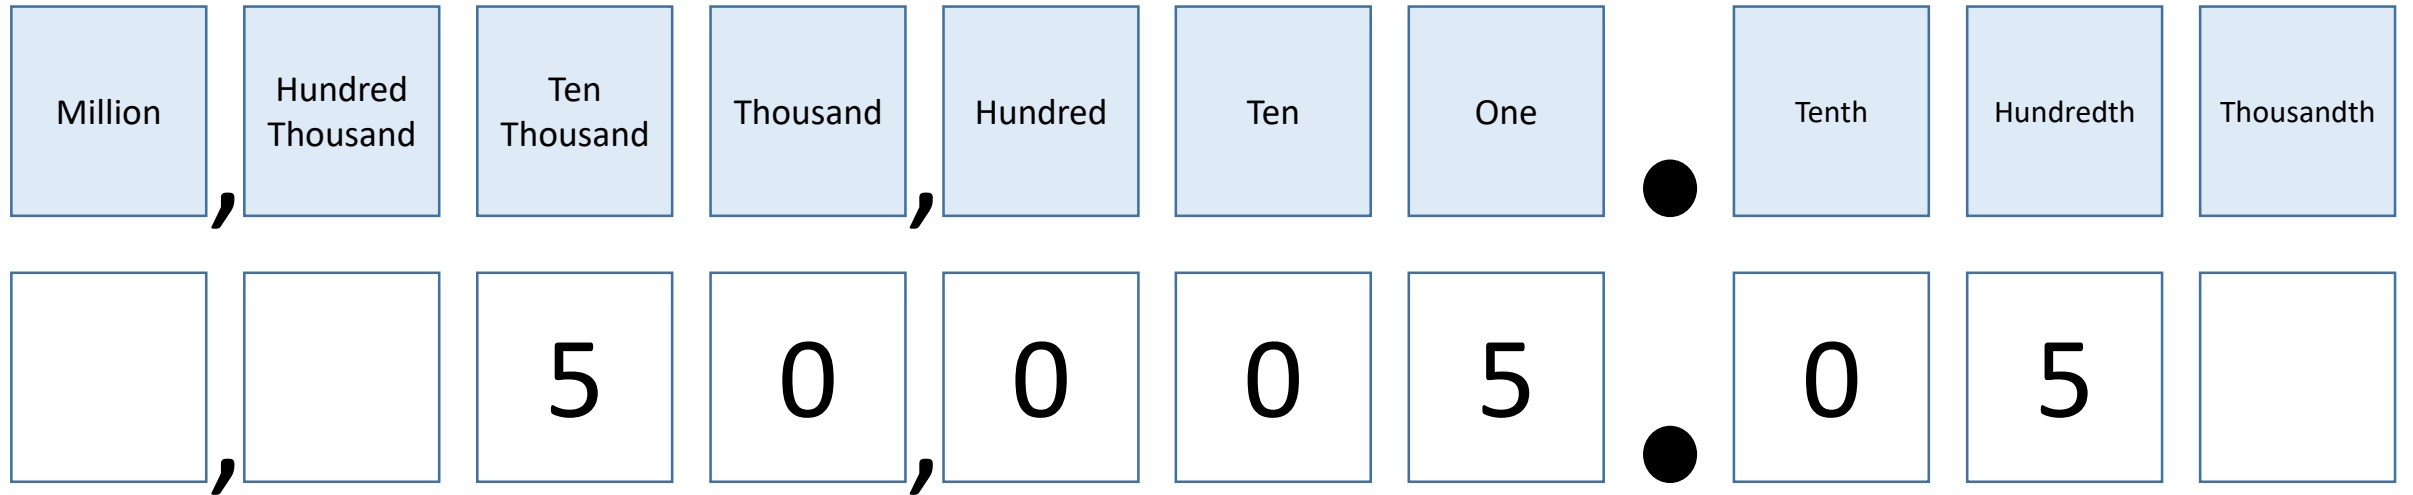 Million , Hundred Thousand Ten Thousand Thousand , Hundred Ten One . Tenth Hundredth Thousandth
, 5 0 , 0 0 5 . 0 5